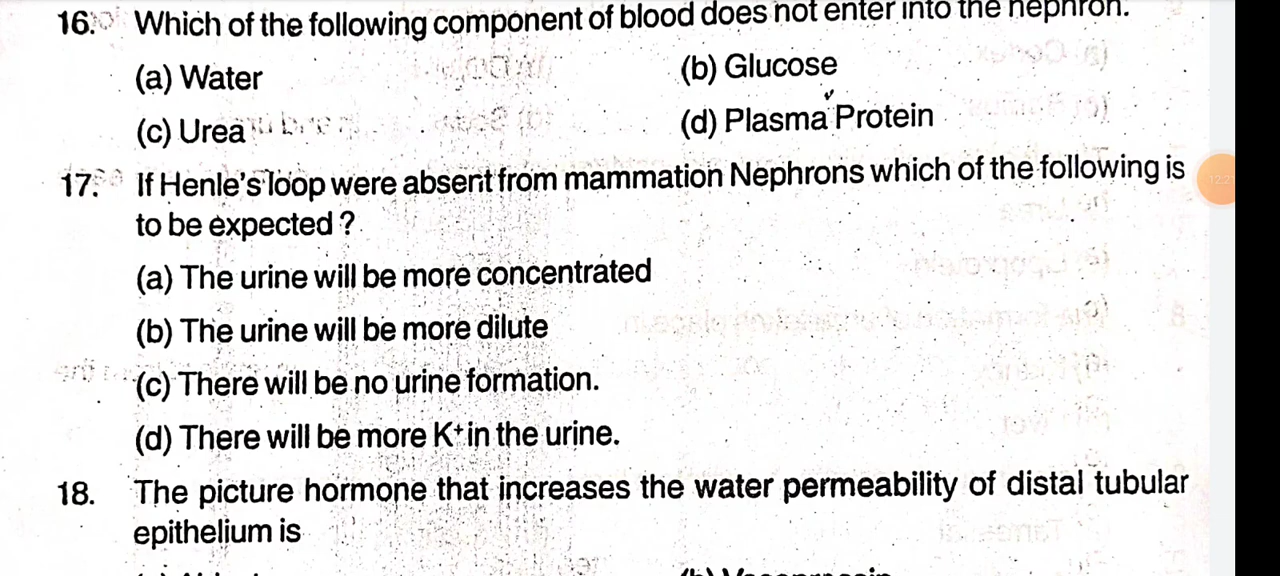 16. Which of the following component of blood does not enter into the nephron.
(a) Water (b) Glucose
(c) Urea (d) Plasma Protein
17. If Henle's loop were absent from mammation Nephrons which of the following is
to be expected ?
(a) The urine will be more concentrated
(b) The urine will be more dilute
(c) There will be no urine formation.
(d) There will be more K+ in the urine.
18. The picture hormone that increases the water permeability of distal tubular
epithelium is